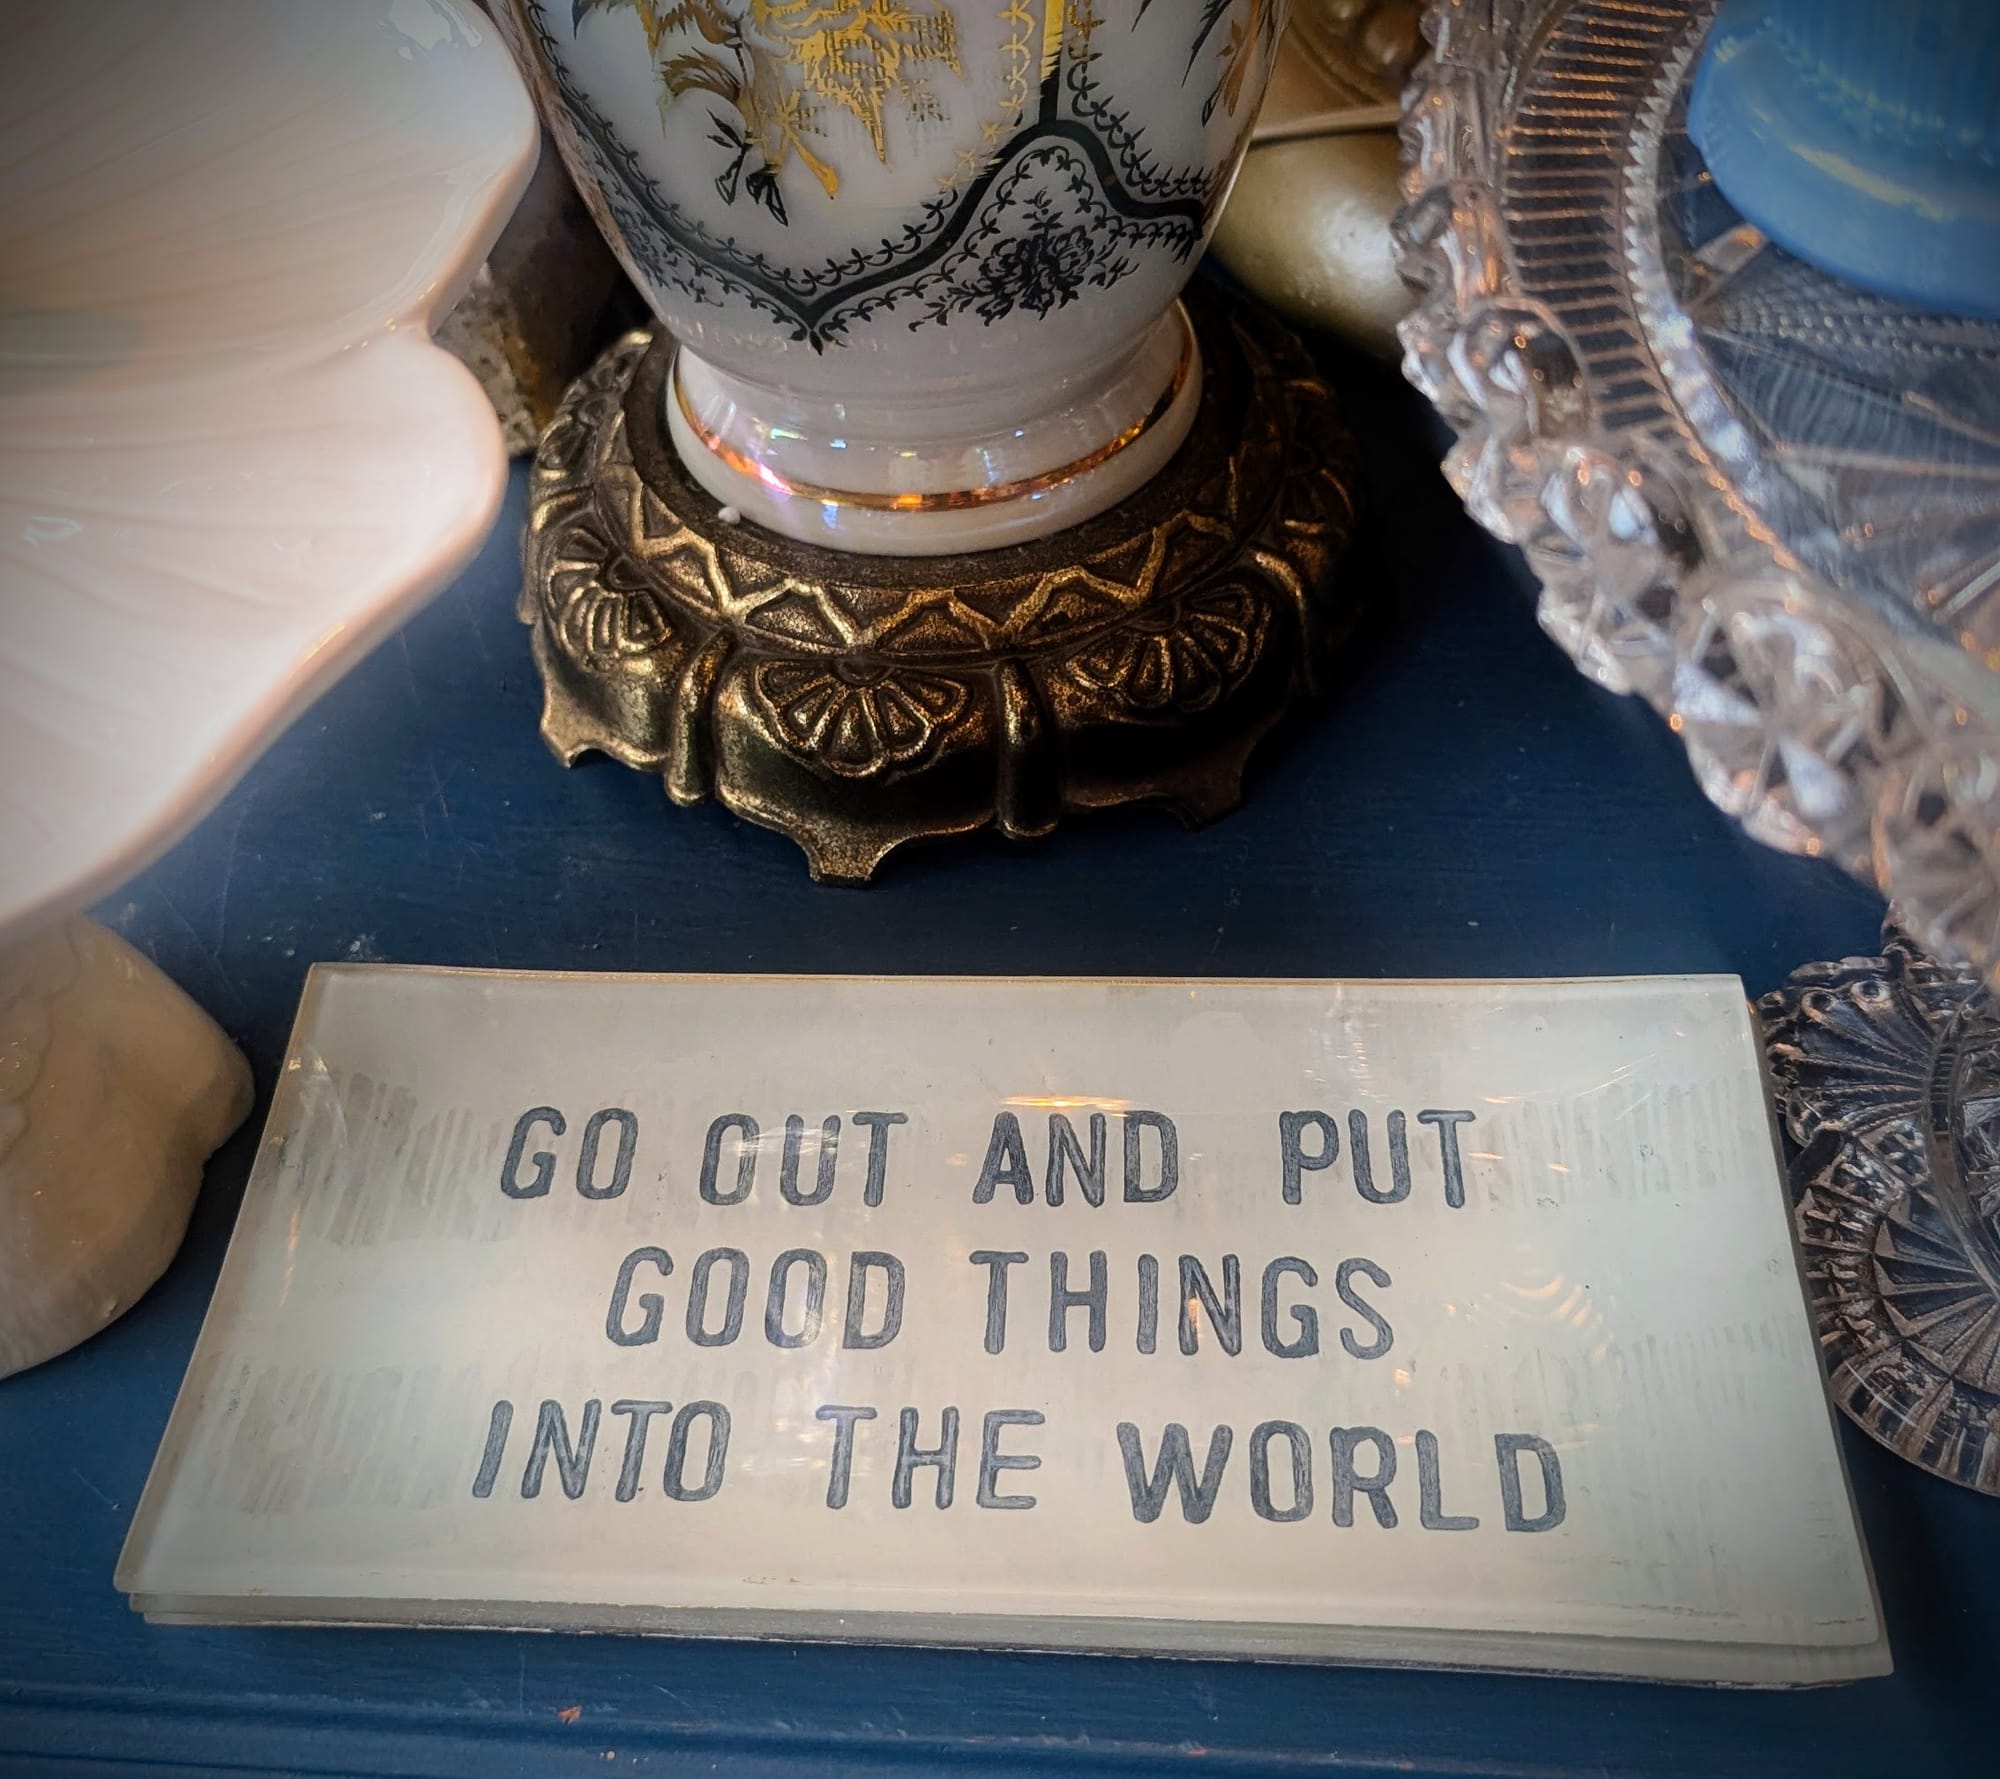 GO OUT AND PUT
GOOD THINGS
INTO THE WORLD